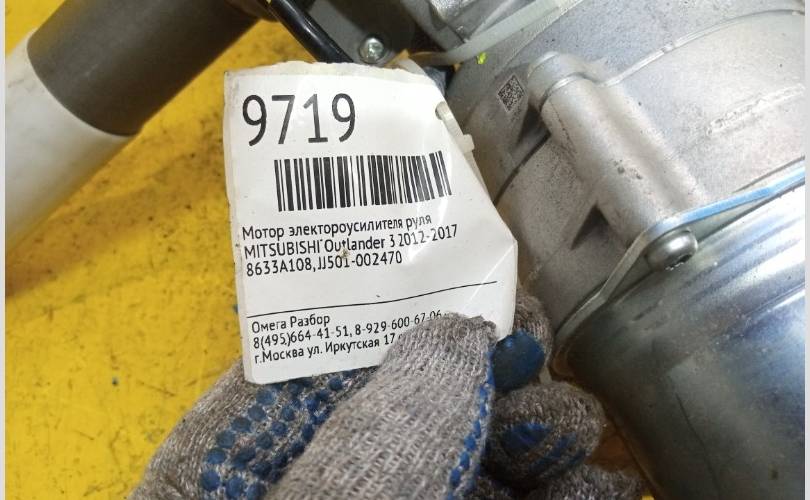 9719
Мотор электороусилителя руля
MITSUBISHI Outlander 3 2012-2017
8633A108,JJ501-002470
Омега Разбор
8(495)664-41-51, 8-929-600-67-06
г.Москва ул. Иркутская 17